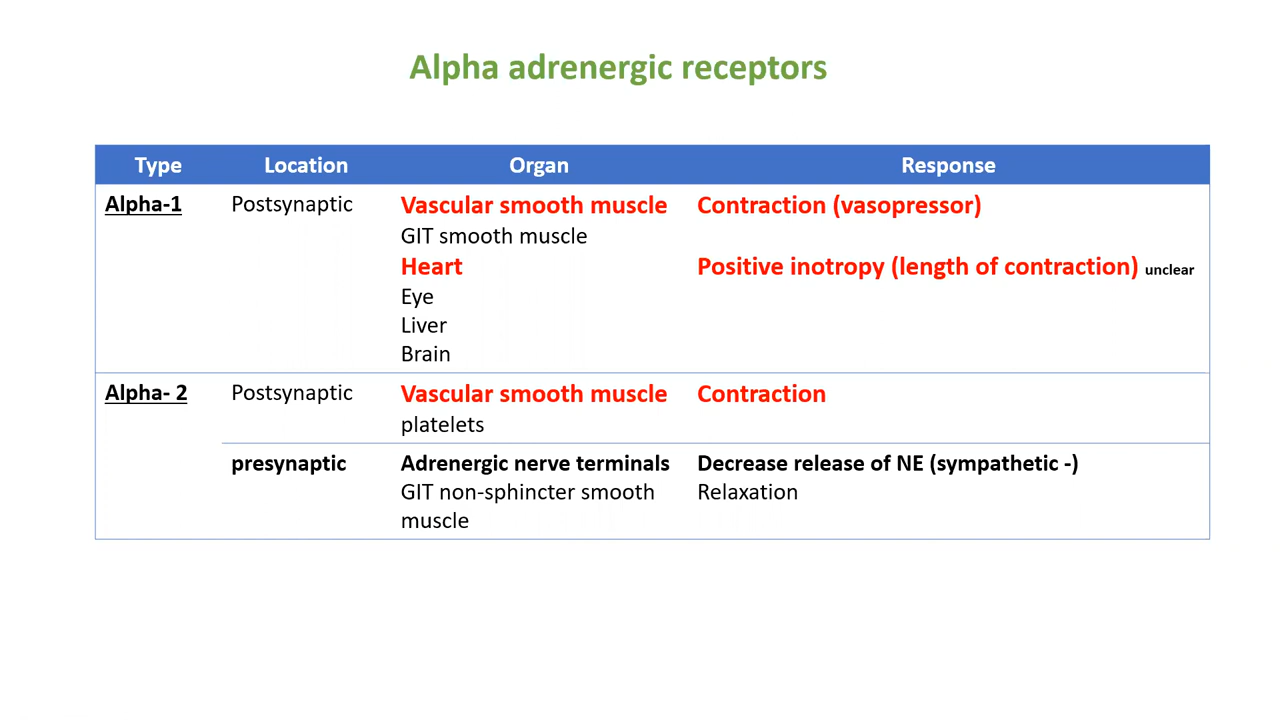 Alpha adrenergic receptors
Type Location Organ Response
Alpha-1 Postsynaptic Vascular smooth muscle Contraction (vasopressor)
GIT smooth muscle
Heart Positive inotropy (length of contraction) unclear
Eye
Liver
Brain
Alpha- 2 Postsynaptic Vascular smooth muscle Contraction
platelets
presynaptic Adrenergic nerve terminals Decrease release of NE (sympathetic -)
GIT non-sphincter smooth Relaxation
muscle